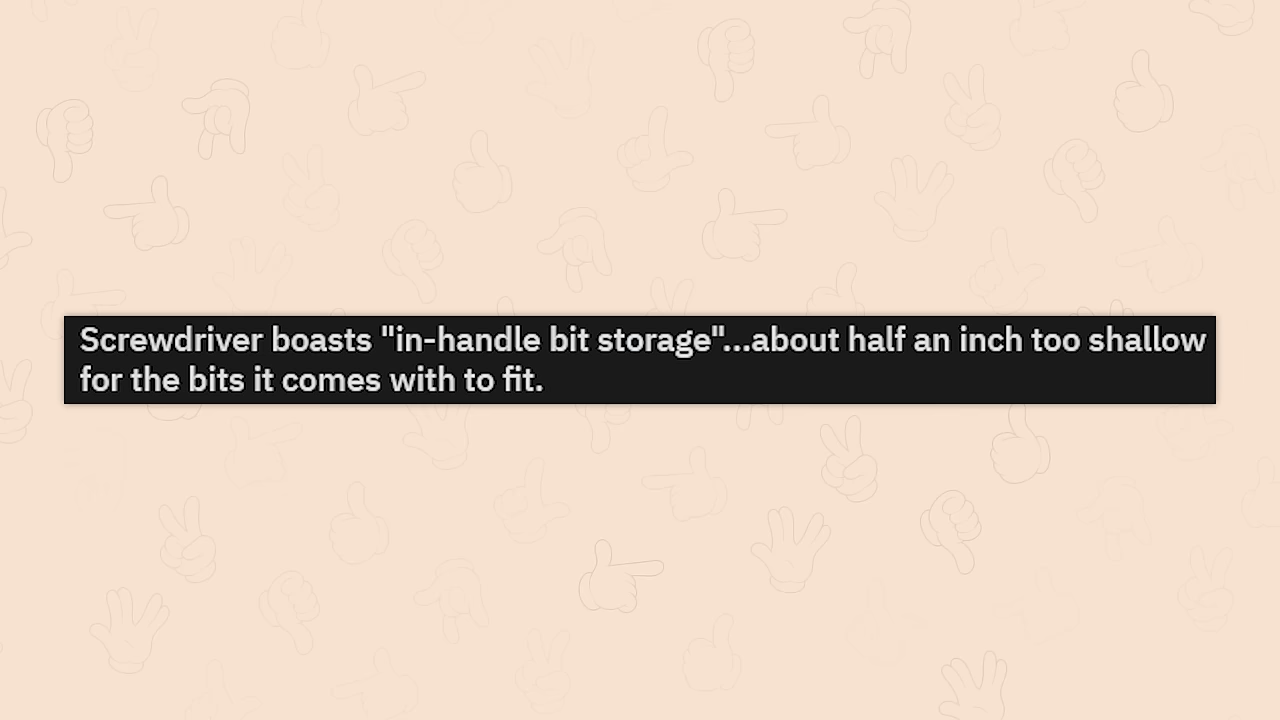 Screwdriver boasts "in-handle bit storage"...about half an inch too shallow
for the bits it comes with to fit.